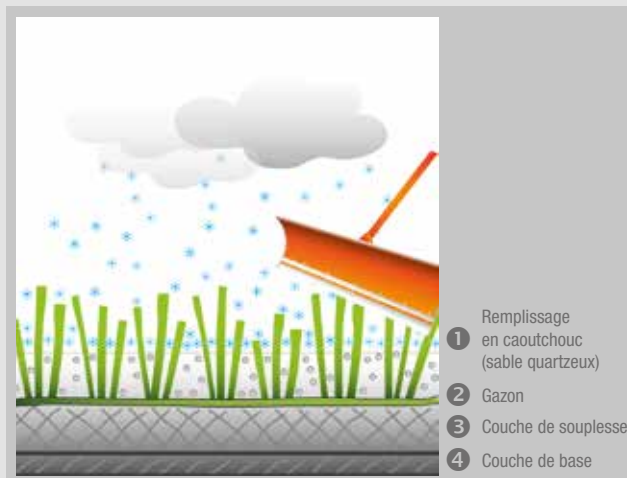 1 Remplissage
en caoutchouc
(sable quartzeux)
2 Gazon
3 Couche de souplesse
4 Couche de base